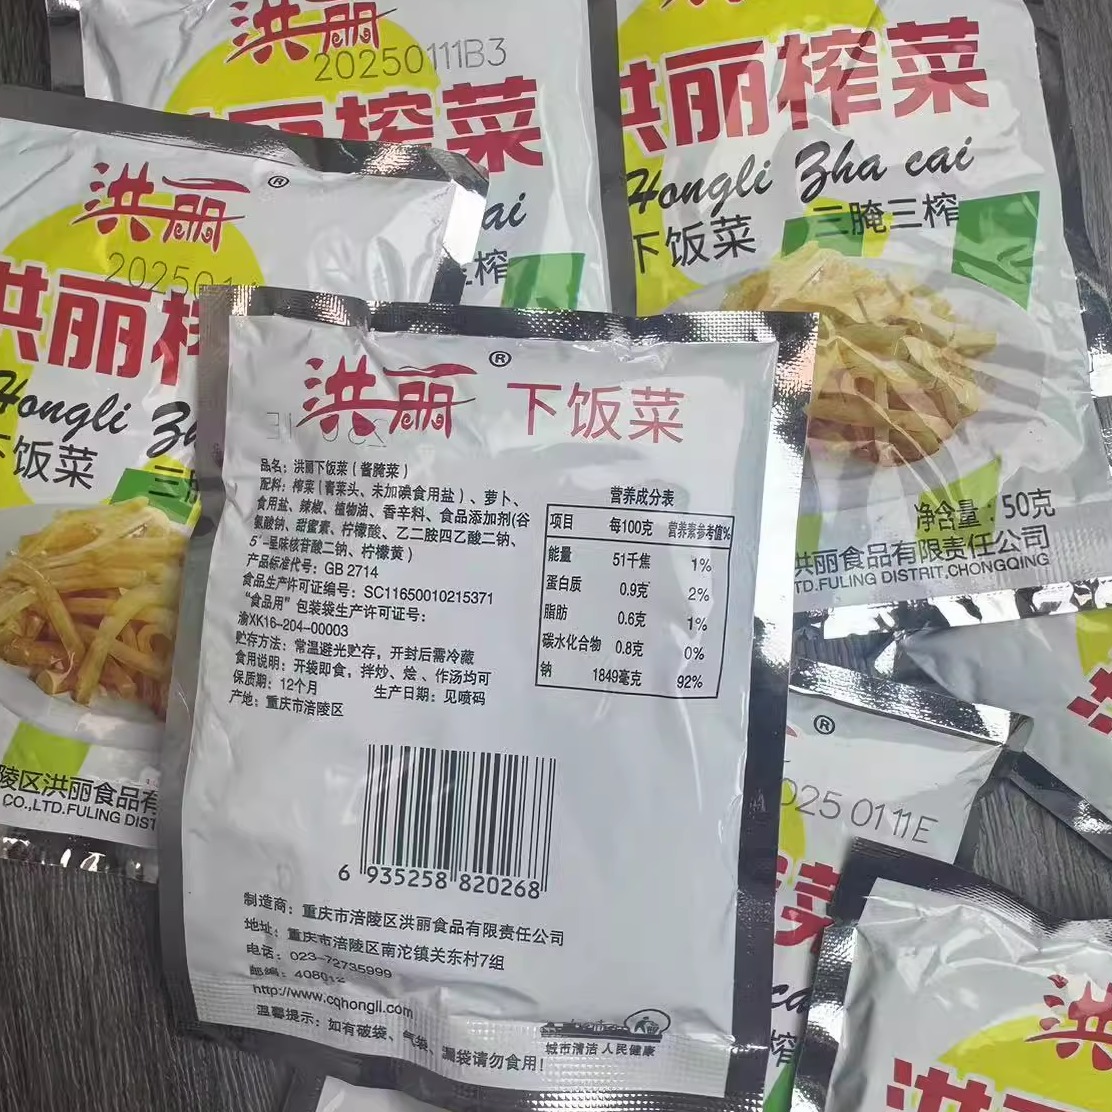 洪丽
20250111B3
丽榨菜
洪丽榨菜
Hongli Zha cai
下饭菜
三腌三榨
净含量：50克
洪丽食品有限责任公司
TD.FULING DISTRIT,CHONGQING
洪丽®
洪丽榨
Hongli Zh
下饭菜
陵区洪丽食品有
CO.,LTD.FULING DIST
洪丽® 下饭菜
品名：洪丽下饭菜（酱腌菜）
配料：榨菜（青菜头、未加碘食用盐）、萝卜、
食用盐、辣椒、植物油、香辛料、食品添加剂(谷
氨酸钠、甜蜜素、柠檬酸、乙二胺四乙酸二钠、
5′-呈味核苷酸二钠、柠檬黄）
产品标准代号：GB 2714
食品生产许可证编号：SC11650010215371
“食品用”包装袋生产许可证号：
渝XK16-204-00003
贮存方法：常温避光贮存，开封后需冷藏
食用说明：开袋即食，拌炒、烩、作汤均可
保质期：12个月 生产日期：见喷码
产地：重庆市涪陵区
营养成分表
项目 每100克 营养素参考值%
能量 51千焦 1%
蛋白质 0.9克 2%
脂肪 0.6克 1%
碳水化合物 0.8克 0%
钠 1849毫克 92%
6 935258 820268
制造商：重庆市涪陵区洪丽食品有限责任公司
地址：重庆市涪陵区南沱镇关东村7组
电话：023-72735999
邮编：4080
http://www.cqhongli.com
温馨提示：如有破袋、气袋、漏袋请勿食用！
城市清洁 人民健康
®
025 01 11E
菜
ca
榨
洪
洪